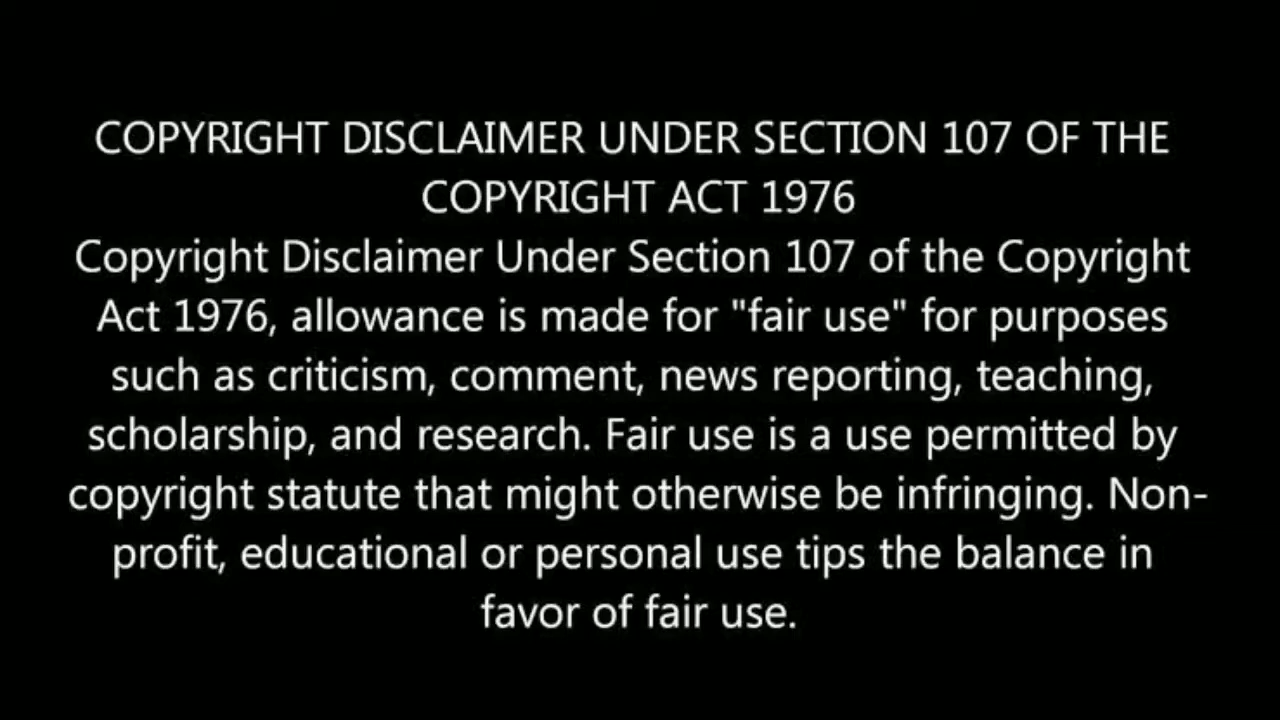 COPYRIGHT DISCLAIMER UNDER SECTION 107 OF THE
COPYRIGHT ACT 1976
Copyright Disclaimer Under Section 107 of the Copyright
Act 1976, allowance is made for "fair use" for purposes
such as criticism, comment, news reporting, teaching,
scholarship, and research. Fair use is a use permitted by
copyright statute that might otherwise be infringing. Non-
profit, educational or personal use tips the balance in
favor of fair use.